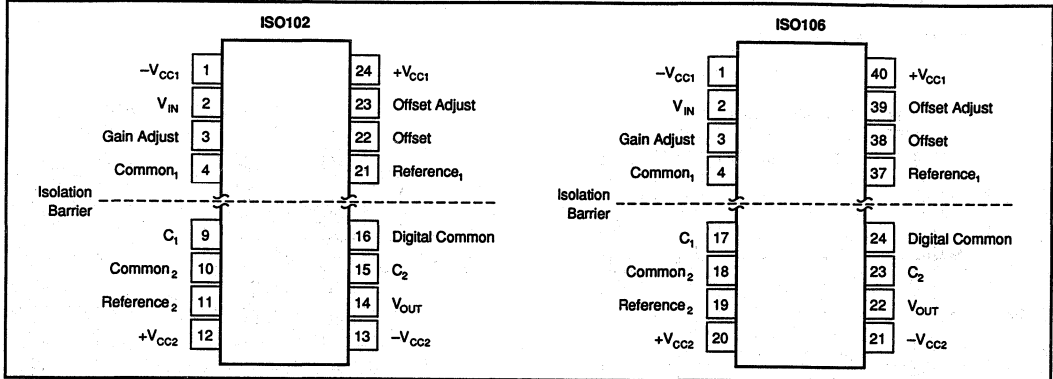 ISO102
–VCC1 1 24 +VCC1
VIN 2 23 Offset Adjust
Gain Adjust 3 22 Offset
Common1 4 21 Reference1
Isolation
Barrier
C1 9 16 Digital Common
Common2 10 15 C2
Reference2 11 14 VOUT
+VCC2 12 13 –VCC2
ISO106
–VCC1 1 40 +VCC1
VIN 2 39 Offset Adjust
Gain Adjust 3 38 Offset
Common1 4 37 Reference1
Isolation
Barrier
C1 17 24 Digital Common
Common2 18 23 C2
Reference2 19 22 VOUT
+VCC2 20 21 –VCC2